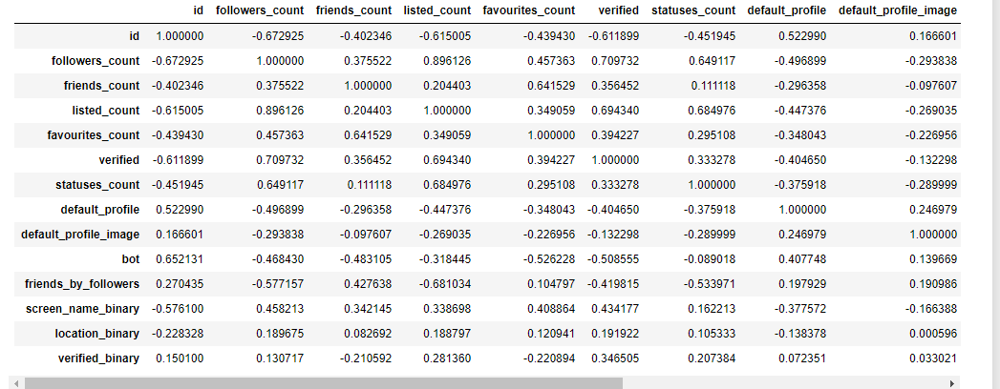 id followers_count friends_count listed_count favourites_count verified statuses_count default_profile default_profile_image
id 1.000000 -0.672925 -0.402346 -0.615005 -0.439430 -0.611899 -0.451945 0.522990 0.166601
followers_count -0.672925 1.000000 0.375522 0.896126 0.457363 0.709732 0.649117 -0.496899 -0.293838
friends_count -0.402346 0.375522 1.000000 0.204403 0.641529 0.356452 0.111118 -0.296358 -0.097607
listed_count -0.615005 0.896126 0.204403 1.000000 0.349059 0.694340 0.684976 -0.447376 -0.269035
favourites_count -0.439430 0.457363 0.641529 0.349059 1.000000 0.394227 0.295108 -0.348043 -0.226956
verified -0.611899 0.709732 0.356452 0.694340 0.394227 1.000000 0.333278 -0.404650 -0.132298
statuses_count -0.451945 0.649117 0.111118 0.684976 0.295108 0.333278 1.000000 -0.375918 -0.289999
default_profile 0.522990 -0.496899 -0.296358 -0.447376 -0.348043 -0.404650 -0.375918 1.000000 0.246979
default_profile_image 0.166601 -0.293838 -0.097607 -0.269035 -0.226956 -0.132298 -0.289999 0.246979 1.000000
bot 0.652131 -0.468430 -0.483105 -0.318445 -0.526228 -0.508555 -0.089018 0.407748 0.139669
friends_by_followers 0.270435 -0.577157 0.427638 -0.681034 0.104797 -0.419815 -0.533971 0.197929 0.190986
screen_name_binary -0.576100 0.458213 0.342145 0.338698 0.408864 0.434177 0.162213 -0.377572 -0.166388
location_binary -0.228328 0.189675 0.082692 0.188797 0.120941 0.191922 0.105333 -0.138378 0.000596
verified_binary 0.150100 0.130717 -0.210592 0.281360 -0.220894 0.346505 0.207384 0.072351 0.033021